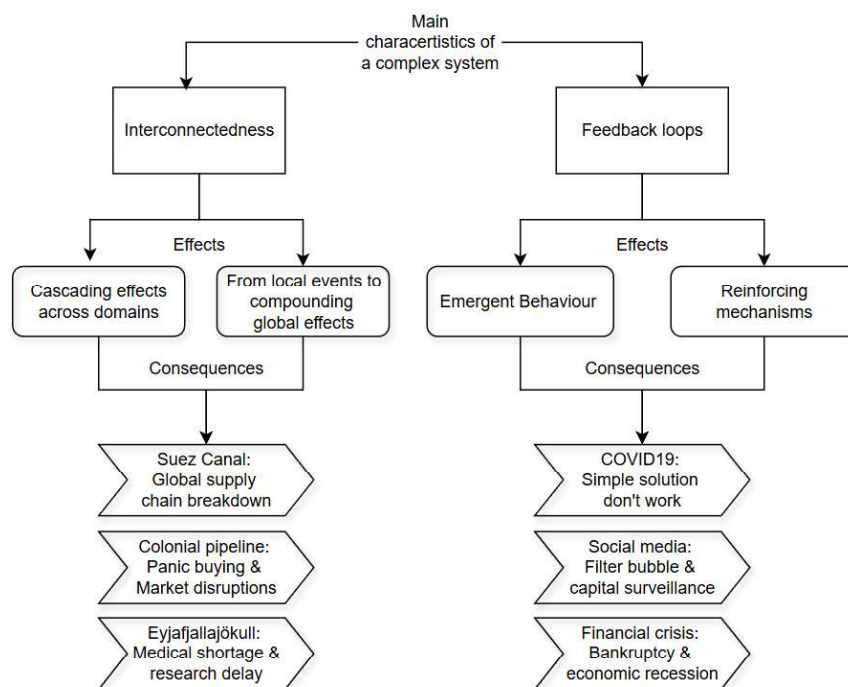 Main
characertistics of
a complex system
Interconnectedness
Feedback loops
Effects
Effects
Cascading effects
across domains
From local events to
compounding
global effects
Emergent Behaviour
Reinforcing
mechanisms
Consequences
Consequences
Suez Canal:
Global supply
chain breakdown
COVID19:
Simple solution
don't work
Colonial pipeline:
Panic buying &
Market disruptions
Social media:
Filter bubble &
capital surveillance
Eyjafjallajökull:
Medical shortage &
research delay
Financial crisis:
Bankruptcy &
economic recession